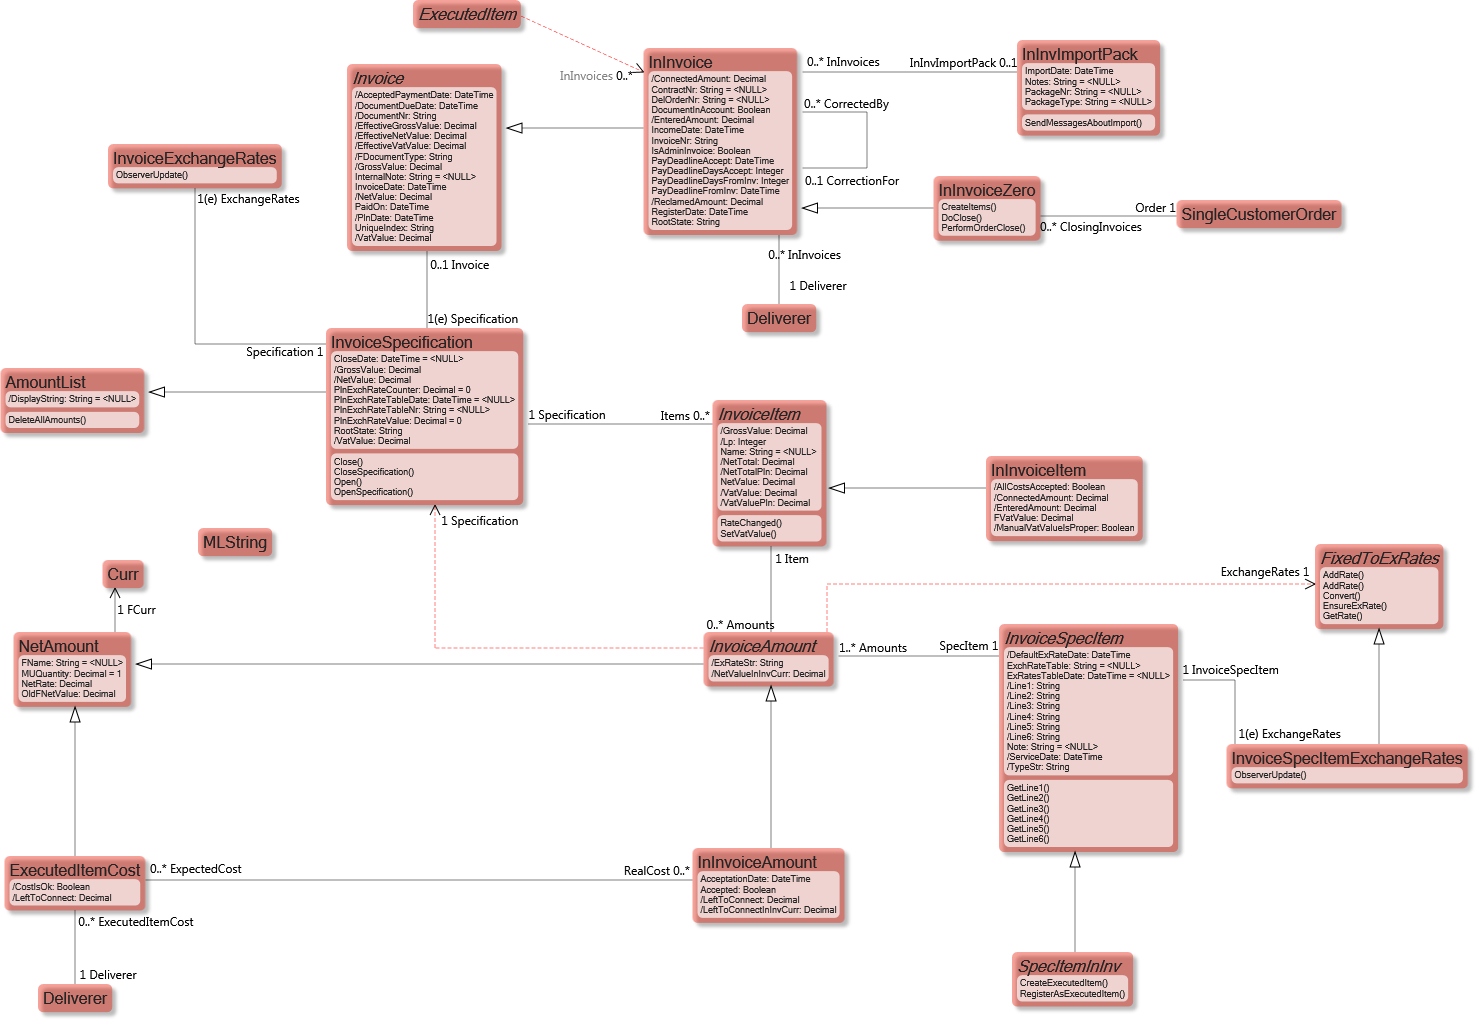 ExecutedItem
InInvoices 0..*
Invoice
/AcceptedPaymentDate: DateTime
/DocumentDueDate: DateTime
/DocumentNr: String
/EffectiveGrossValue: Decimal
/EffectiveNetValue: Decimal
/EffectiveVatValue: Decimal
/FDocumentType: String
/GrossValue: Decimal
InternalNote: String = <NULL>
InvoiceDate: DateTime
/NetValue: Decimal
PaidOn: DateTime
/PlnDate: DateTime
UniqueIndex: String
/VatValue: Decimal
InInvoice
/ConnectedAmount: Decimal
ContractNr: String = <NULL>
DelOrderNr: String = <NULL>
DocumentInAccount: Boolean
/EnteredAmount: Decimal
IncomeDate: DateTime
InvoiceNr: String
IsAdminInvoice: Boolean
PayDeadlineAccept: DateTime
PayDeadlineDaysAccept: Integer
PayDeadlineDaysFromInv: Integer
PayDeadlineFromInv: DateTime
/ReclamedAmount: Decimal
RegisterDate: DateTime
RootState: String
0..* InInvoices
InInvImportPack 0..1
InInvImportPack
ImportDate: DateTime
Notes: String = <NULL>
PackageNr: String = <NULL>
PackageType: String = <NULL>
SendMessagesAboutImport()
0..* CorrectedBy
0..1 CorrectionFor
InInvoiceZero
CreateItems()
DoClose()
PerformOrderClose()
Order 1
0..* ClosingInvoices
SingleCustomerOrder
InvoiceExchangeRates
ObserverUpdate()
1(e) ExchangeRates
0..1 Invoice
0..* InInvoices
1 Deliverer
Deliverer
1(e) Specification
Specification 1
InvoiceSpecification
CloseDate: DateTime = <NULL>
/GrossValue: Decimal
/NetValue: Decimal
PlnExchRateCounter: Decimal = 0
PlnExchRateTableDate: DateTime = <NULL>
PlnExchRateTableNr: String = <NULL>
PlnExchRateValue: Decimal = 0
RootState: String
/VatValue: Decimal
Close()
CloseSpecification()
Open()
OpenSpecification()
AmountList
/DisplayString: String = <NULL>
DeleteAllAmounts()
1 Specification
Items 0..*
InvoiceItem
/GrossValue: Decimal
/Lp: Integer
Name: String = <NULL>
/NetTotal: Decimal
/NetTotalPln: Decimal
NetValue: Decimal
/VatValue: Decimal
/VatValuePln: Decimal
RateChanged()
SetVatValue()
InInvoiceItem
/AllCostsAccepted: Boolean
/ConnectedAmount: Decimal
/EnteredAmount: Decimal
FVatValue: Decimal
/ManualVatValueIsProper: Boolean
1 Specification
MLString
1 Item
Curr
1 FCurr
ExchangeRates 1
FixedToExRates
AddRate()
AddRate()
Convert()
EnsureExRate()
GetRate()
0..* Amounts
NetAmount
FName: String = <NULL>
MUQuantity: Decimal = 1
NetRate: Decimal
OldFNetValue: Decimal
InvoiceAmount
/ExRateStr: String
/NetValueInInvCurr: Decimal
1..* Amounts
SpecItem 1
InvoiceSpecItem
/DefaultExRateDate: DateTime
ExchRateTable: String = <NULL>
ExRatesTableDate: DateTime = <NULL>
/Line1: String
/Line2: String
/Line3: String
/Line4: String
/Line5: String
/Line6: String
Note: String = <NULL>
/ServiceDate: DateTime
/TypeStr: String
GetLine1()
GetLine2()
GetLine3()
GetLine4()
GetLine5()
GetLine6()
1 InvoiceSpecItem
1(e) ExchangeRates
InvoiceSpecItemExchangeRates
ObserverUpdate()
ExecutedItemCost
/CostIsOk: Boolean
/LeftToConnect: Decimal
0..* ExpectedCost
RealCost 0..*
InInvoiceAmount
AcceptationDate: DateTime
Accepted: Boolean
/LeftToConnect: Decimal
/LeftToConnectInInvCurr: Decimal
0..* ExecutedItemCost
1 Deliverer
Deliverer
SpecItemInInv
CreateExecutedItem()
RegisterAsExecutedItem()